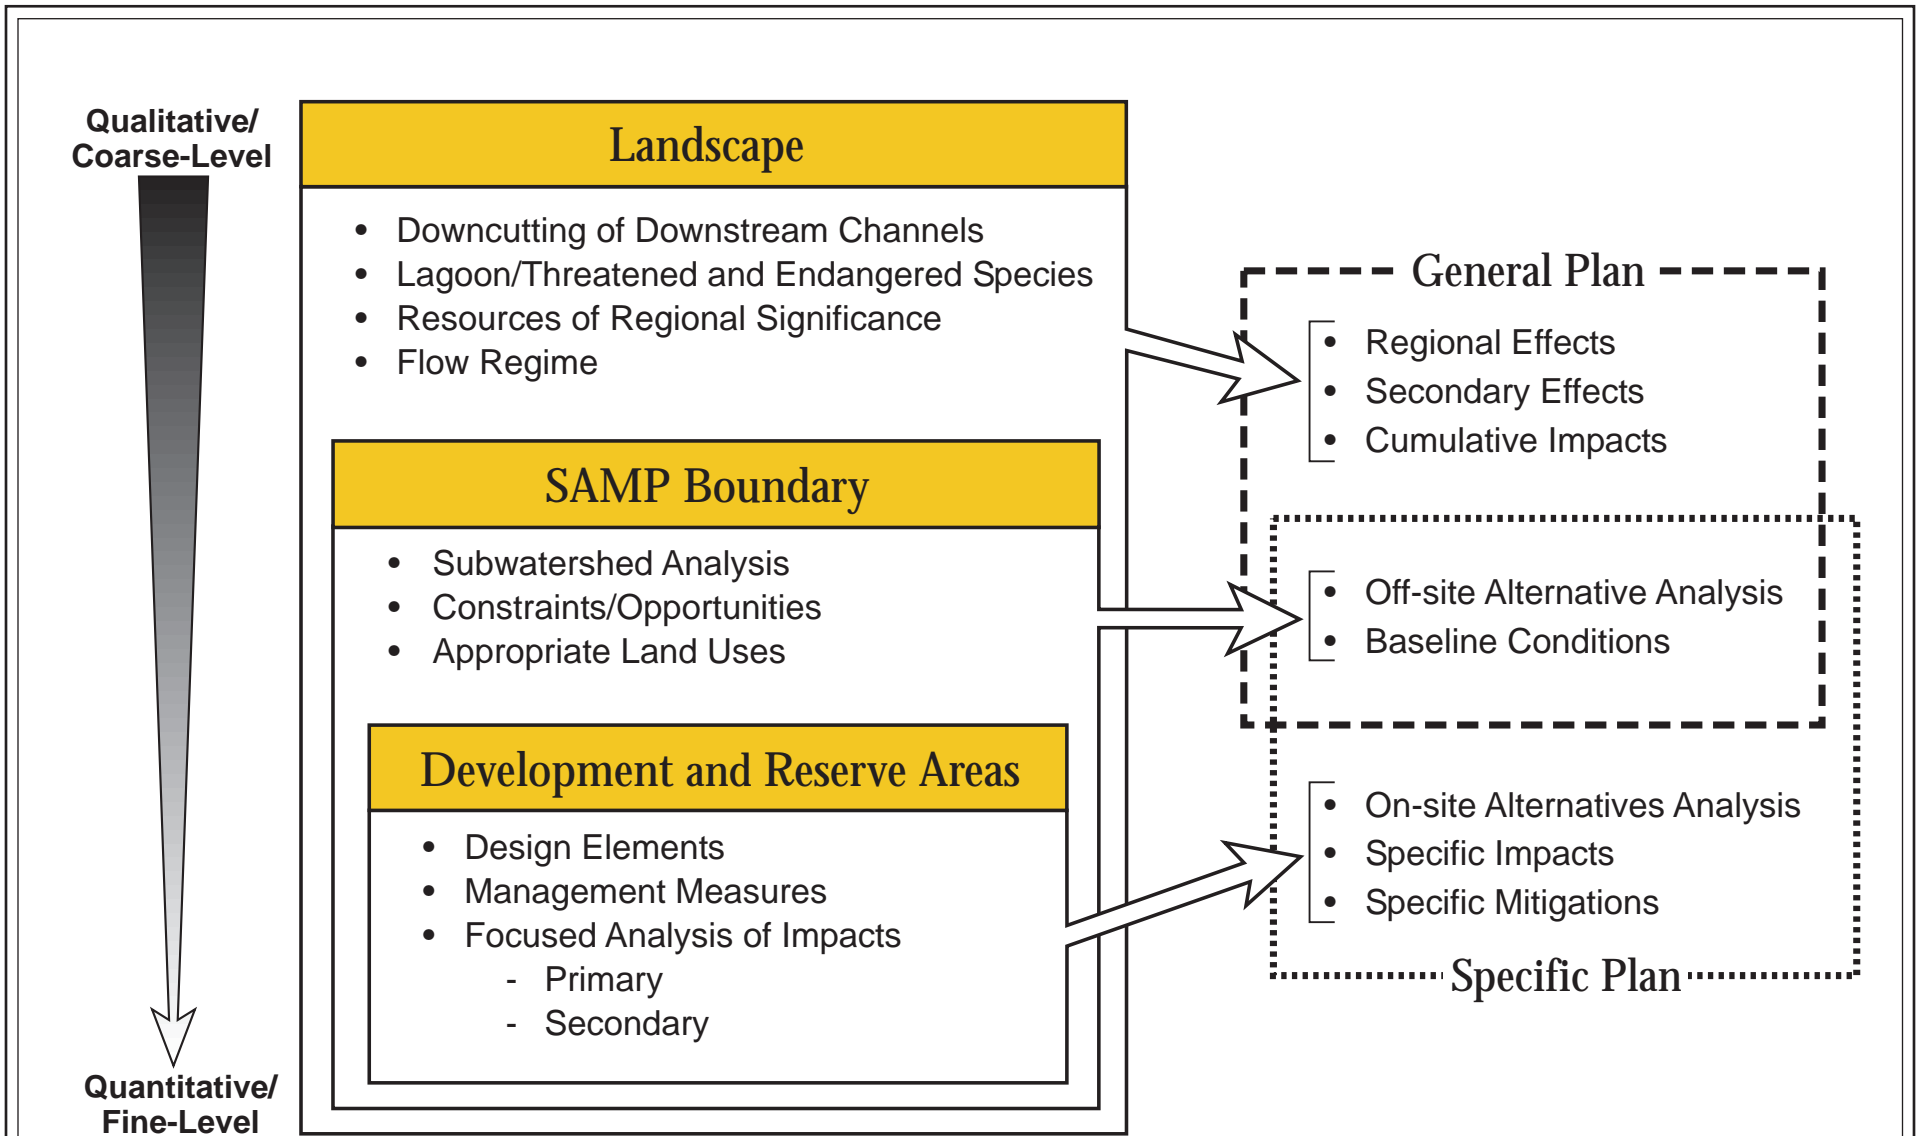 Qualitative/
Coarse-Level
Landscape
• Downcutting of Downstream Channels
• Lagoon/Threatened and Endangered Species
• Resources of Regional Significance
• Flow Regime
SAMP Boundary
• Subwatershed Analysis
• Constraints/Opportunities
• Appropriate Land Uses
Development and Reserve Areas
• Design Elements
• Management Measures
• Focused Analysis of Impacts
- Primary
- Secondary
Quantitative/
Fine-Level
General Plan
• Regional Effects
• Secondary Effects
• Cumulative Impacts
• Off-site Alternative Analysis
• Baseline Conditions
• On-site Alternatives Analysis
• Specific Impacts
• Specific Mitigations
Specific Plan